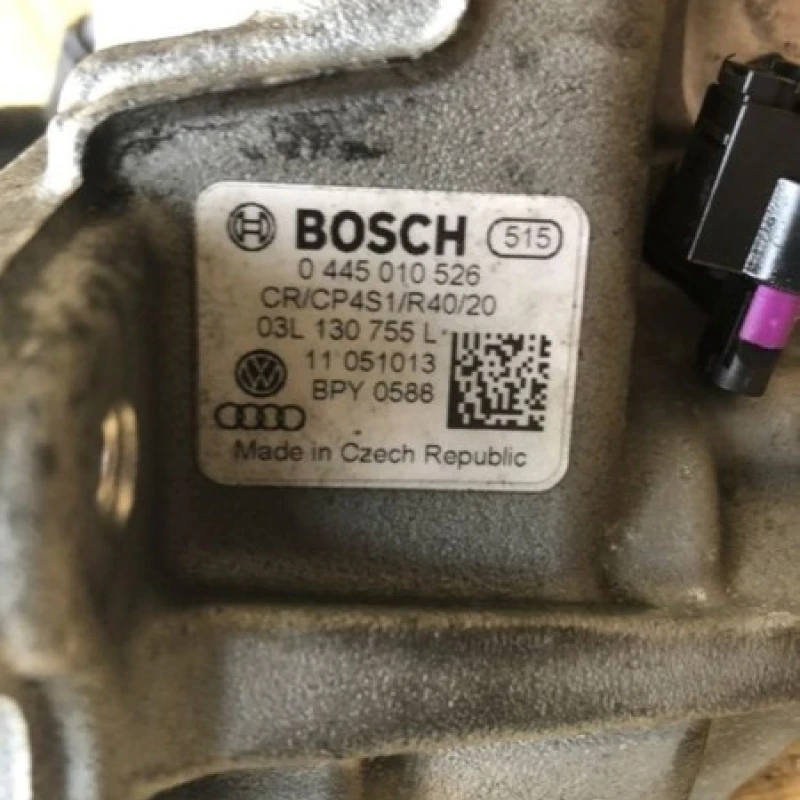 BOSCH 515
0 445 010 526
CR/CP4S1/R40/20
03L 130 755 L
11 051013
BPY 0586
Made in Czech Republic